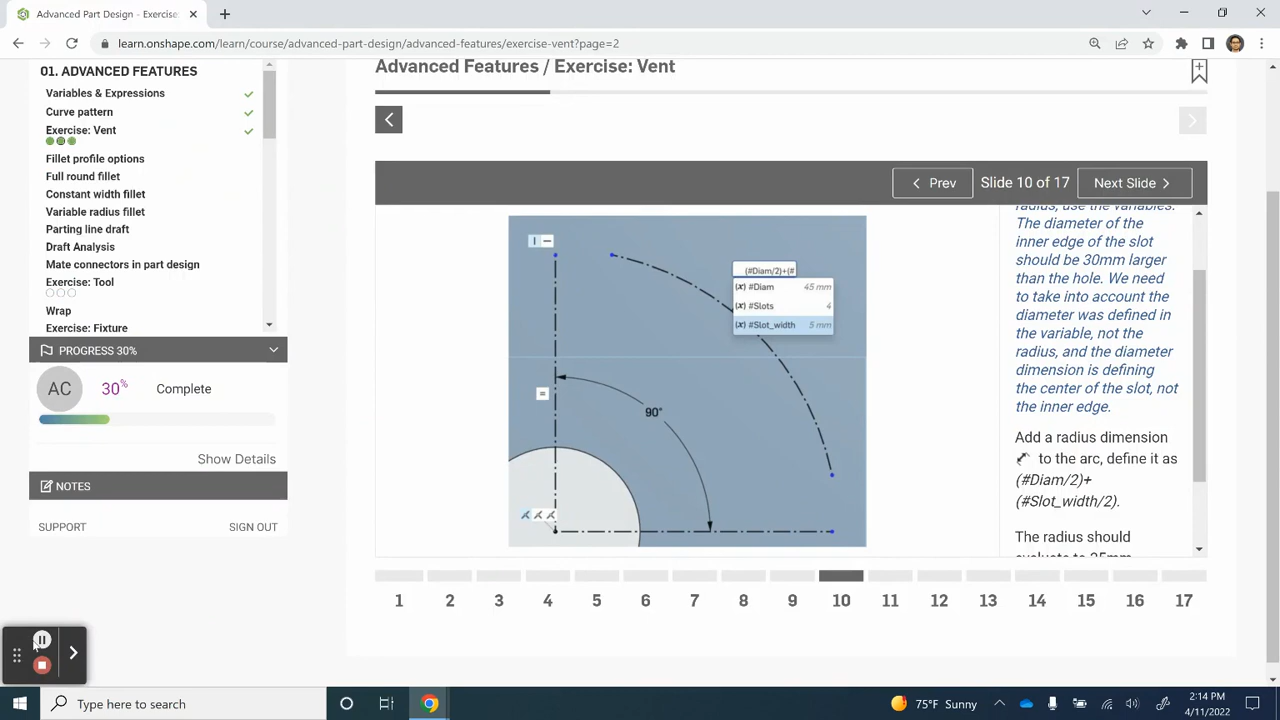 Advanced Part Design - Exercise:
learn.onshape.com/learn/course/advanced-part-design/advanced-features/exercise-vent?page=2
01. ADVANCED FEATURES
Variables & Expressions
Curve pattern
Exercise: Vent
Fillet profile options
Full round fillet
Constant width fillet
Variable radius fillet
Parting line draft
Draft Analysis
Mate connectors in part design
Exercise: Tool
Wrap
Exercise: Fixture
PROGRESS 30%
AC
30%
Complete
Show Details
NOTES
SUPPORT
SIGN OUT
Advanced Features / Exercise: Vent
Prev
Slide 10 of 17
Next Slide
(#Diam/2)+(#
(x) #Diam 45 mm
(x) #Slots 4
(x) #Slot_width 5 mm
90°
radius, use the variables.
The diameter of the
inner edge of the slot
should be 30mm larger
than the hole. We need
to take into account the
diameter was defined in
the variable, not the
radius, and the diameter
dimension is defining
the center of the slot, not
the inner edge.
Add a radius dimension
to the arc, define it as
(#Diam/2)+
(#Slot_width/2).
The radius should
evaluate to 25mm
1 2 3 4 5 6 7 8 9 10 11 12 13 14 15 16 17
Type here to search
75°F Sunny
2:14 PM
4/11/2022